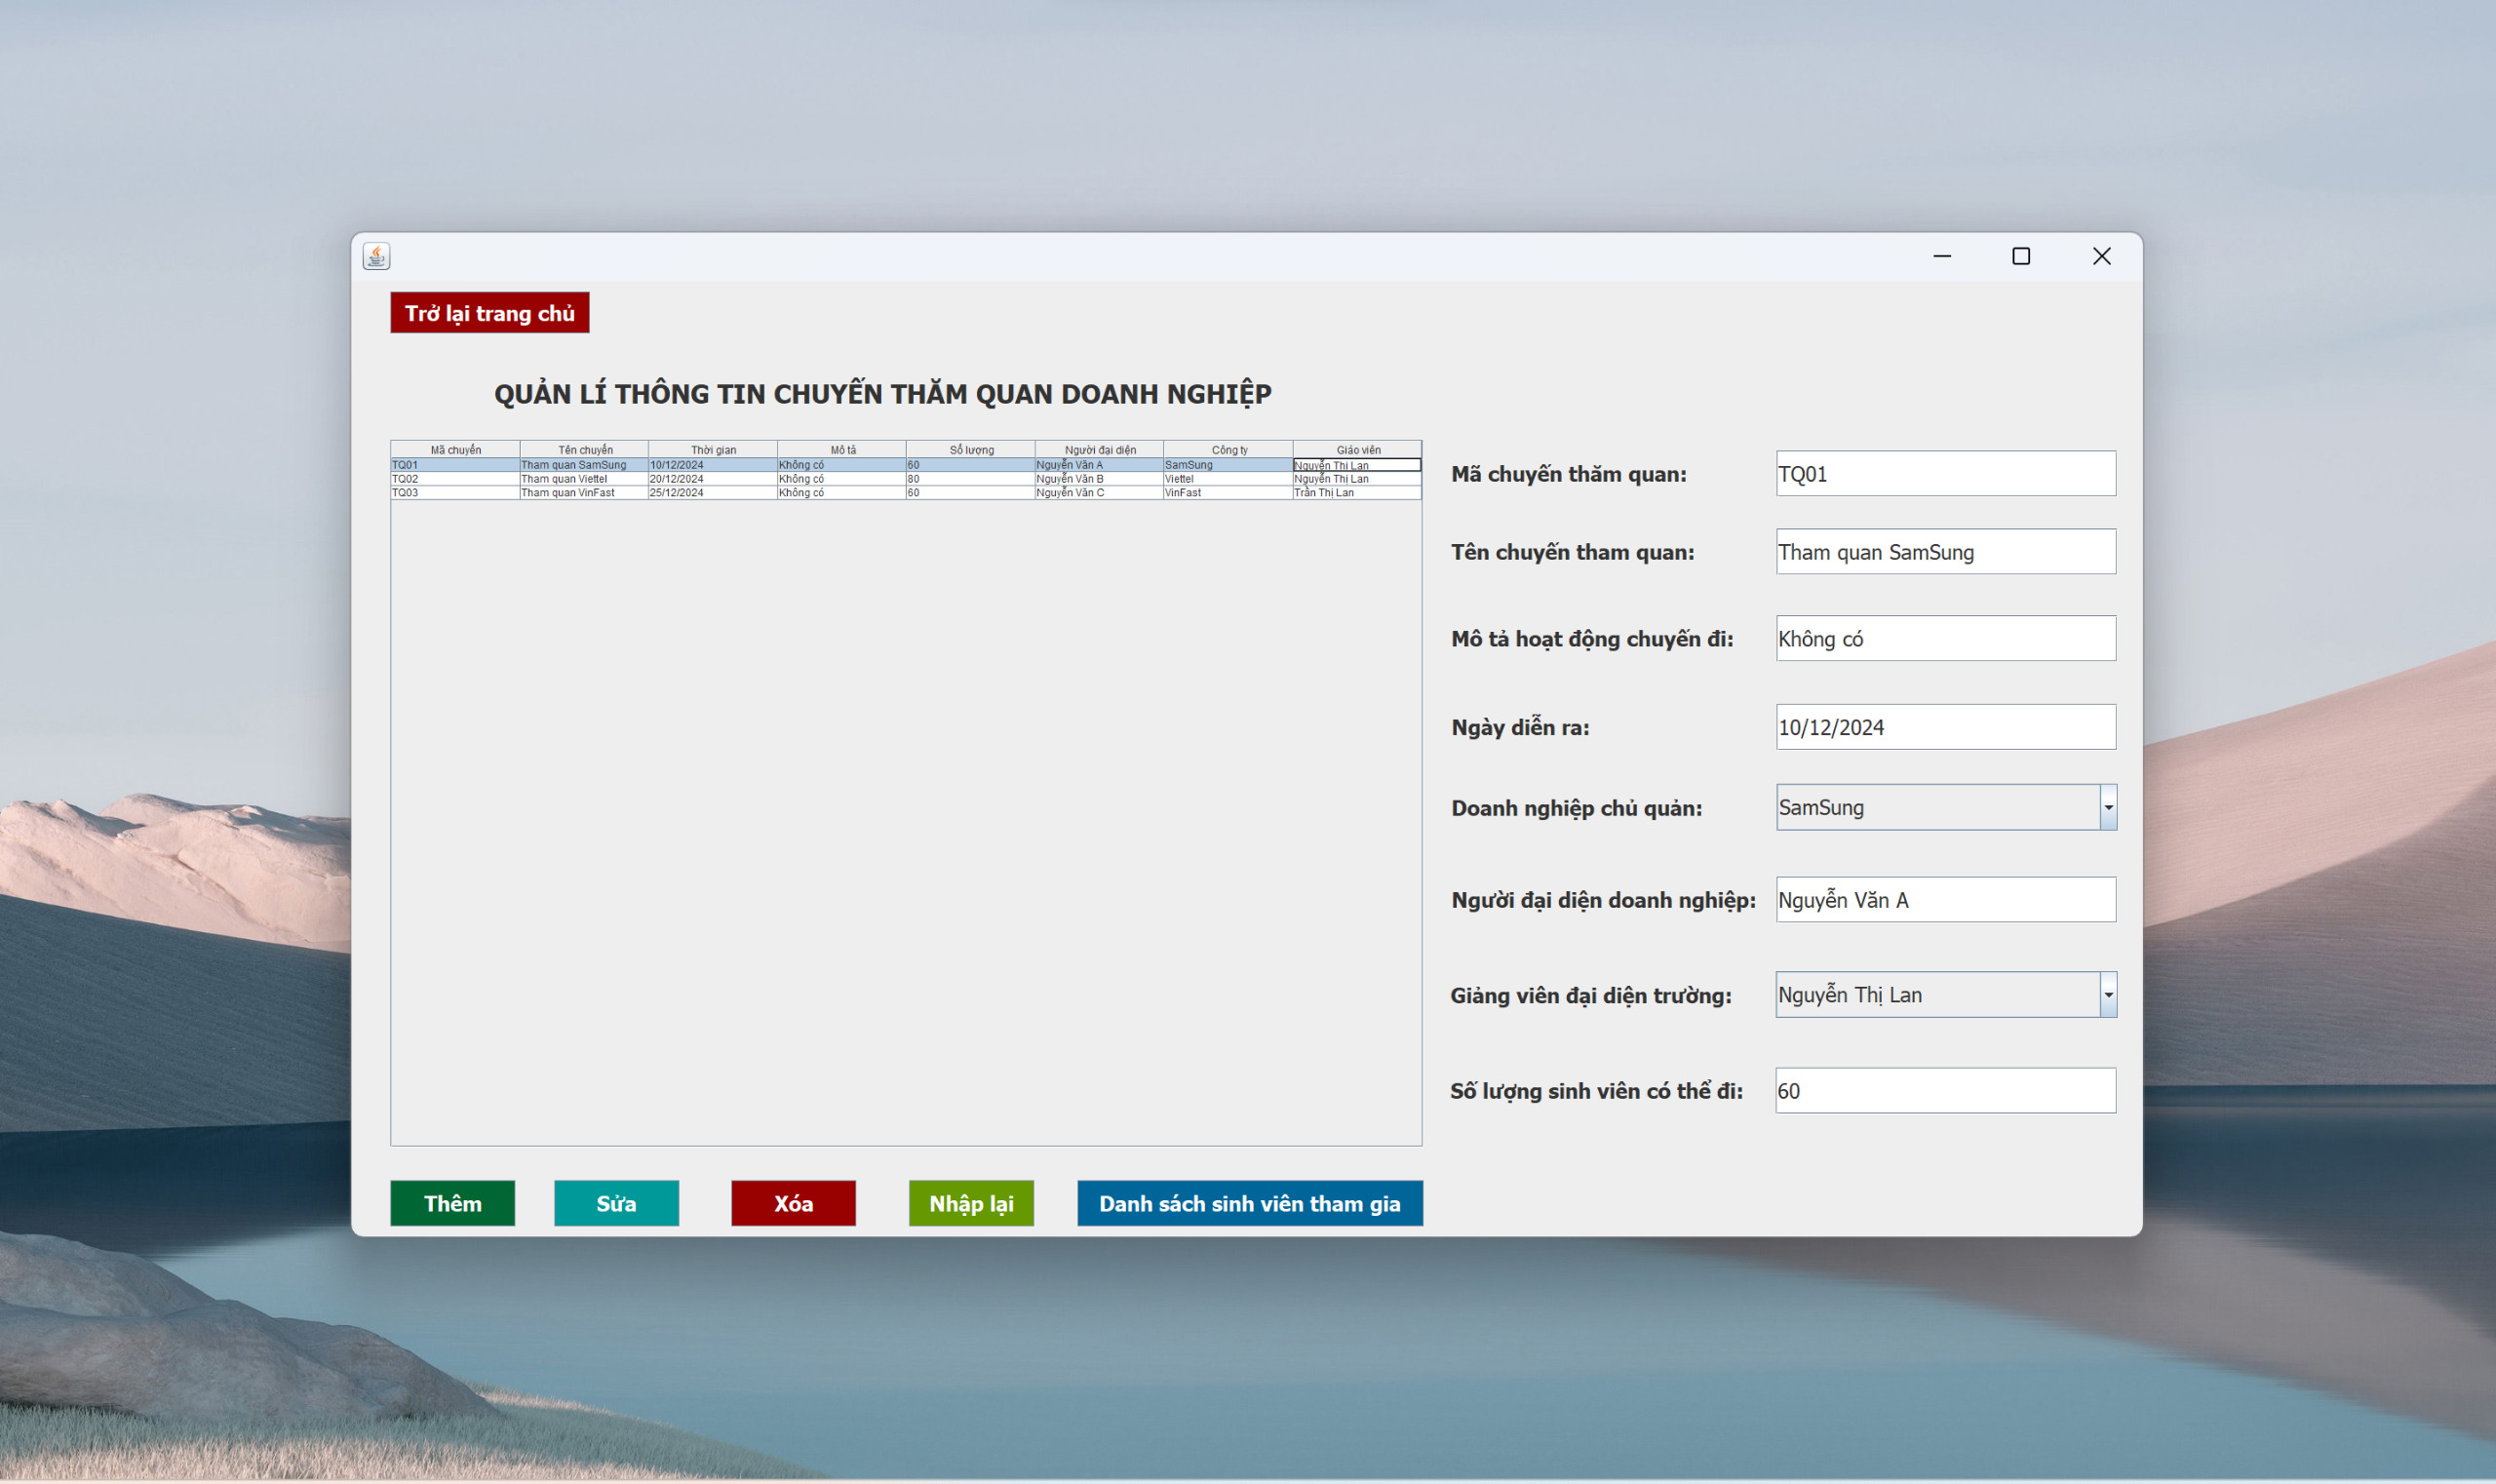 Trở lại trang chủ
QUẢN LÍ THÔNG TIN CHUYẾN THĂM QUAN DOANH NGHIỆP
Mã chuyến Tên chuyến Thời gian Mô tả Số lượng Người đại diện Công ty Giáo viên
TQ01 Tham quan SamSung 10/12/2024 Không có 60 Nguyễn Văn A SamSung Nguyễn Thị Lan
TQ02 Tham quan Viettel 20/12/2024 Không có 80 Nguyễn Văn B Viettel Nguyễn Thị Lan
TQ03 Tham quan VinFast 25/12/2024 Không có 60 Nguyễn Văn C VinFast Trần Thị Lan
Mã chuyến thăm quan: TQ01
Tên chuyến tham quan: Tham quan SamSung
Mô tả hoạt động chuyến đi: Không có
Ngày diễn ra: 10/12/2024
Doanh nghiệp chủ quản: SamSung
Người đại diện doanh nghiệp: Nguyễn Văn A
Giảng viên đại diện trường: Nguyễn Thị Lan
Số lượng sinh viên có thể đi: 60
Thêm Sửa Xóa Nhập lại Danh sách sinh viên tham gia